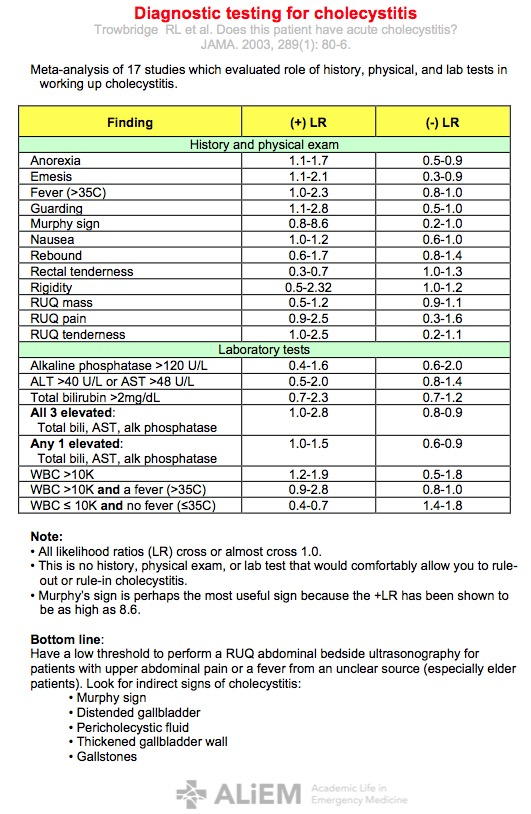 Diagnostic testing for cholecystitis
Trowbridge RL et al. Does this patient have acute cholecystitis?
JAMA. 2003, 289(1): 80-6.
Meta-analysis of 17 studies which evaluated role of history, physical, and lab tests in
working up cholecystitis.
Finding (+) LR (-) LR
History and physical exam
Anorexia 1.1-1.7 0.5-0.9
Emesis 1.1-2.1 0.3-0.9
Fever (>35C) 1.0-2.3 0.8-1.0
Guarding 1.1-2.8 0.5-1.0
Murphy sign 0.8-8.6 0.2-1.0
Nausea 1.0-1.2 0.6-1.0
Rebound 0.6-1.7 0.8-1.4
Rectal tenderness 0.3-0.7 1.0-1.3
Rigidity 0.5-2.32 1.0-1.2
RUQ mass 0.5-1.2 0.9-1.1
RUQ pain 0.9-2.5 0.3-1.6
RUQ tenderness 1.0-2.5 0.2-1.1
Laboratory tests
Alkaline phosphatase >120 U/L 0.4-1.6 0.6-2.0
ALT >40 U/L or AST >48 U/L 0.5-2.0 0.8-1.4
Total bilirubin >2mg/dL 0.7-2.3 0.7-1.2
All 3 elevated: 1.0-2.8 0.8-0.9
Total bili, AST, alk phosphatase
Any 1 elevated: 1.0-1.5 0.6-0.9
Total bili, AST, alk phosphatase
WBC >10K 1.2-1.9 0.5-1.8
WBC >10K and a fever (>35C) 0.9-2.8 0.8-1.0
WBC ≤ 10K and no fever (≤35C) 0.4-0.7 1.4-1.8
Note:
• All likelihood ratios (LR) cross or almost cross 1.0.
• This is no history, physical exam, or lab test that would comfortably allow you to rule-
out or rule-in cholecystitis.
• Murphy's sign is perhaps the most useful sign because the +LR has been shown to
be as high as 8.6.
Bottom line:
Have a low threshold to perform a RUQ abdominal bedside ultrasonography for
patients with upper abdominal pain or a fever from an unclear source (especially elder
patients). Look for indirect signs of cholecystitis:
• Murphy sign
• Distended gallbladder
• Pericholecystic fluid
• Thickened gallbladder wall
• Gallstones
ALiEM Academic Life in
Emergency Medicine